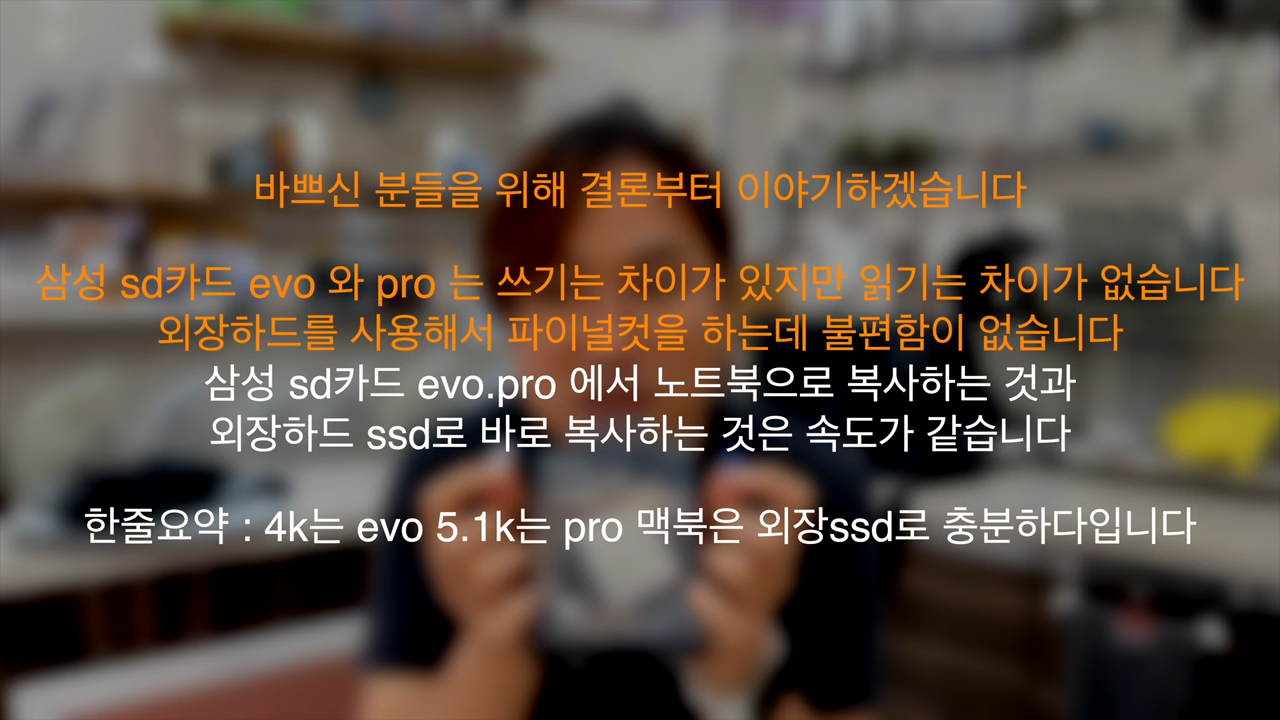 바쁘신 분들을 위해 결론부터 이야기하겠습니다
삼성 sd카드 evo 와 pro 는 쓰기는 차이가 있지만 읽기는 차이가 없습니다
외장하드를 사용해서 파이널컷을 하는데 불편함이 없습니다
삼성 sd카드 evo.pro 에서 노트북으로 복사하는 것과
외장하드 ssd로 바로 복사하는 것은 속도가 같습니다
한줄요약 : 4k는 evo 5.1k는 pro 맥북은 외장ssd로 충분하다입니다